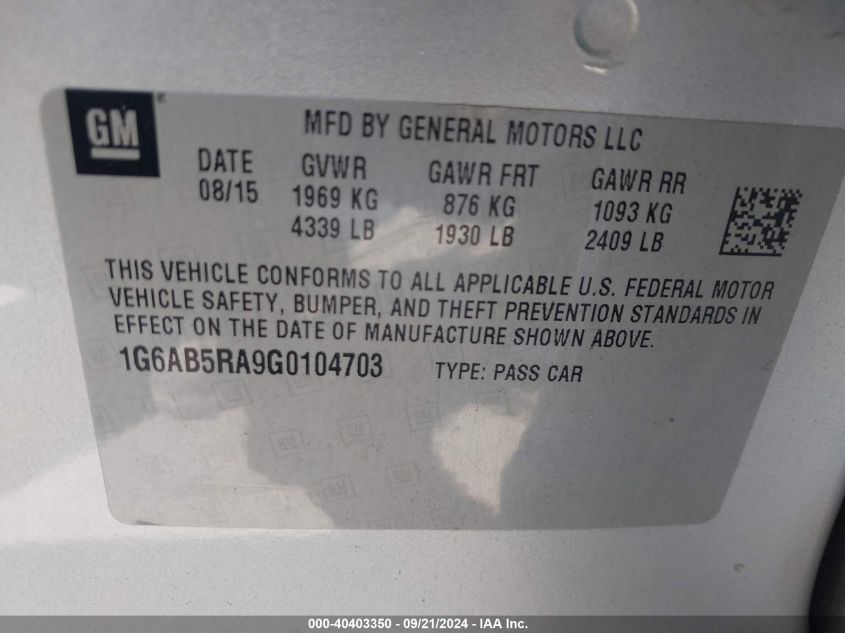 GM®
MFD BY GENERAL MOTORS LLC
DATE GVWR GAWR FRT GAWR RR
08/15 1969 KG 876 KG 1093 KG
4339 LB 1930 LB 2409 LB
THIS VEHICLE CONFORMS TO ALL APPLICABLE U.S. FEDERAL MOTOR
VEHICLE SAFETY, BUMPER, AND THEFT PREVENTION STANDARDS IN
EFFECT ON THE DATE OF MANUFACTURE SHOWN ABOVE.
1G6AB5RA9G0104703 TYPE: PASS CAR
000-40403350 - 09/21/2024 - IAA Inc.